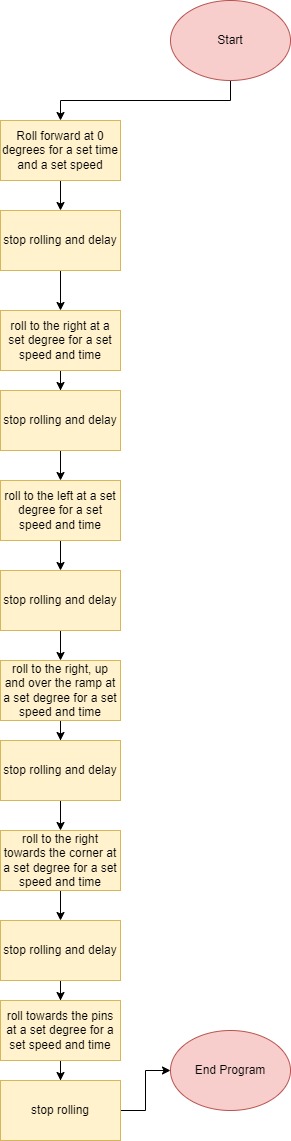 Start
Roll forward at 0
degrees for a set time
and a set speed
stop rolling and delay
roll to the right at a
set degree for a set
speed and time
stop rolling and delay
roll to the left at a set
degree for a set
speed and time
stop rolling and delay
roll to the right, up
and over the ramp at
a set degree for a set
speed and time
stop rolling and delay
roll to the right
towards the corner at
a set degree for a set
speed and time
stop rolling and delay
roll towards the pins
at a set degree for a
set speed and time
End Program
stop rolling